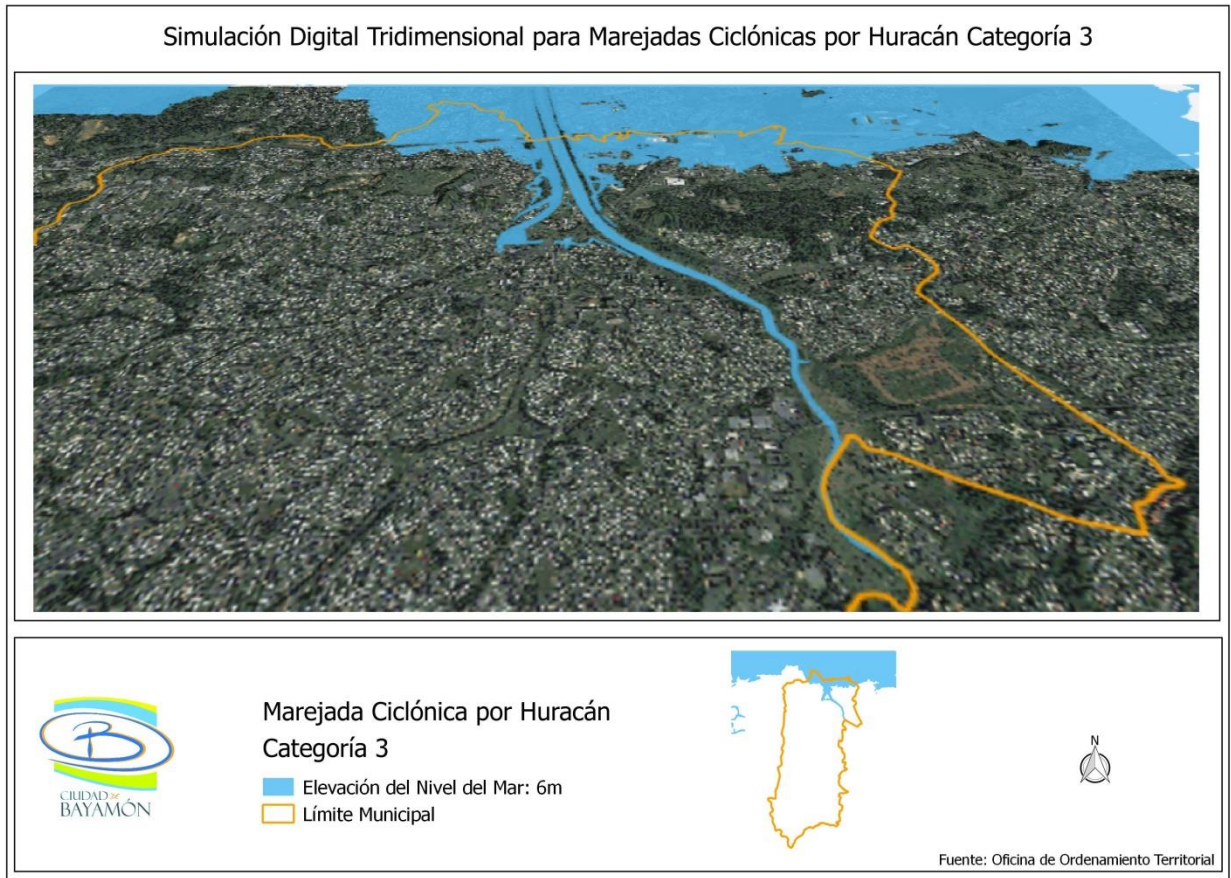 Simulación Digital Tridimensional para Marejadas Ciclónicas por Huracán Categoría 3
CIUDAD DE
BAYAMÓN
Marejada Ciclónica por Huracán
Categoría 3
Elevación del Nivel del Mar: 6m
Límite Municipal
N
Fuente: Oficina de Ordenamiento Territorial